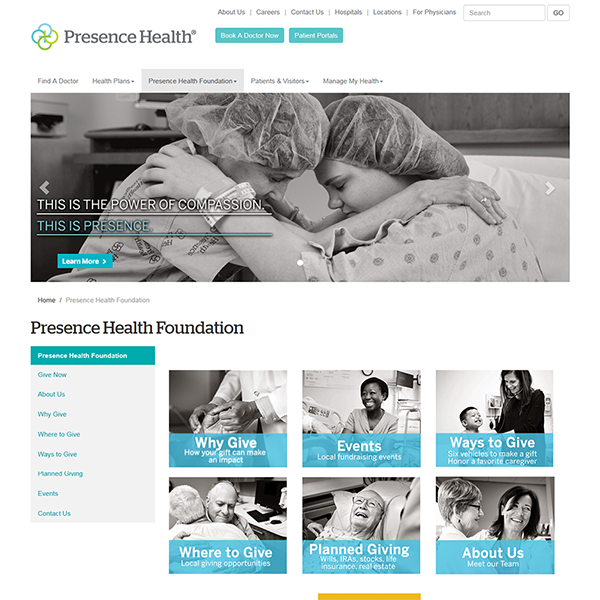 About Us | Careers | Contact Us | Hospitals | Locations | For Physicians
Search GO
Presence Health®
Book A Doctor Now Patient Portals
Find A Doctor Health Plans Presence Health Foundation Patients & Visitors Manage My Health
THIS IS THE POWER OF COMPASSION.
THIS IS PRESENCE.
Learn More >
Home / Presence Health Foundation
Presence Health Foundation
Presence Health Foundation
Give Now
About Us
Why Give
Where to Give
Ways to Give
Planned Giving
Events
Contact Us
Why Give
How your gift can make
an impact
Events
Local fundraising events
Ways to Give
Six vehicles to make a gift
Honor a favorite caregiver
Where to Give
Local giving opportunities
Planned Giving
Wills, IRAs, stocks, life
insurance, real estate
About Us
Meet our Team